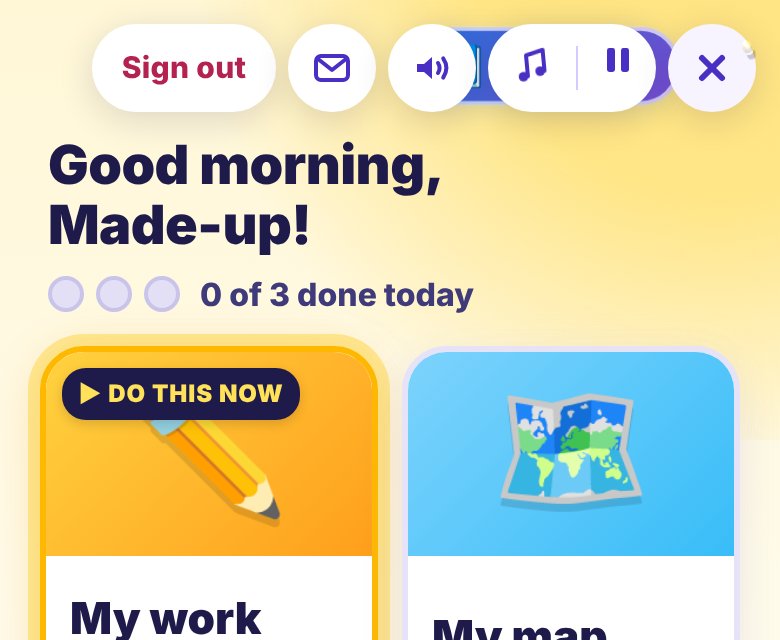 Sign out
Good morning,
Made-up!
0 of 3 done today
▶ DO THIS NOW
My work
My map